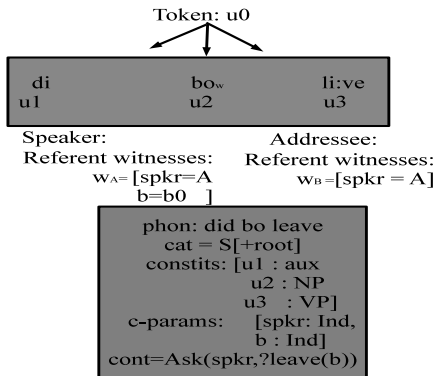 Token: u0
di bow li:ve
u1 u2 u3
Speaker: Addressee:
Referent witnesses: Referent witnesses:
wA= [spkr=A wB =[spkr = A]
b=b0 ]
phon: did bo leave
cat = S[+root]
constits: [u1 : aux
u2 : NP
u3 : VP]
c-params: [spkr: Ind,
b : Ind]
cont=Ask(spkr,?leave(b))